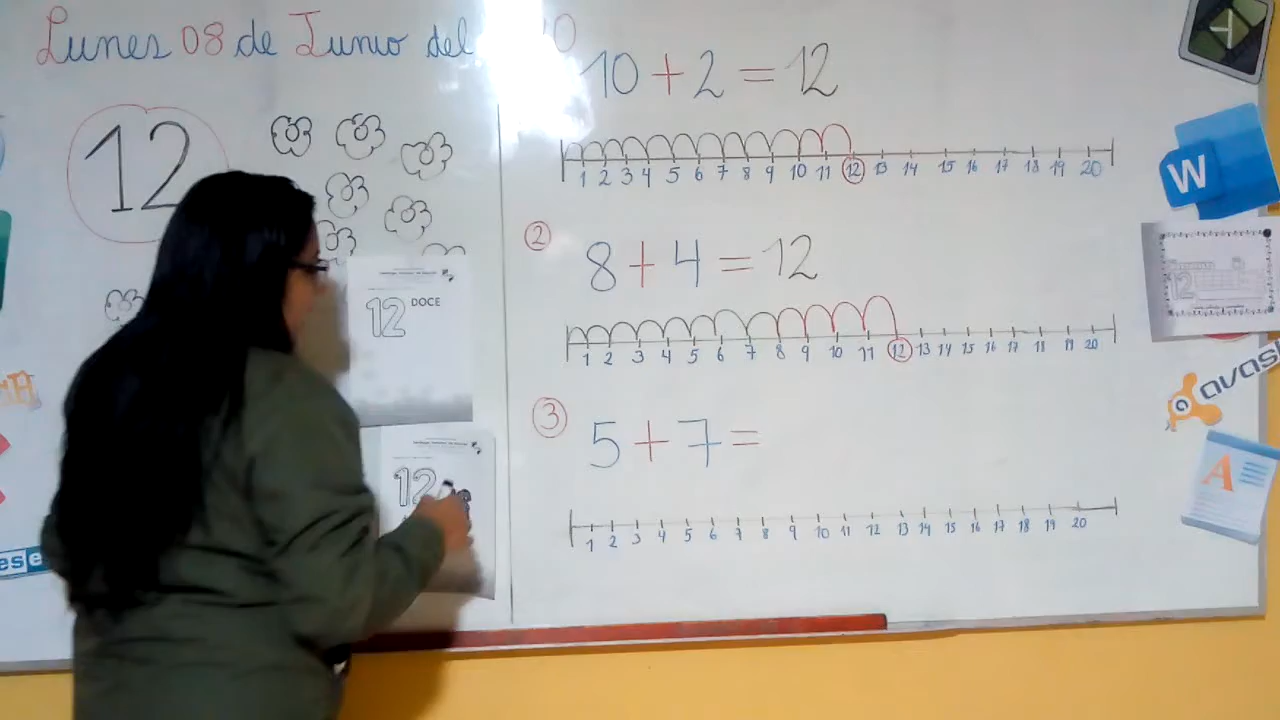 Lunes 08 de Junio del
12
12 DOCE
12
10 + 2 = 12
1 2 3 4 5 6 7 8 9 10 11 12 13 14 15 16 17 18 19 20
2
8 + 4 = 12
1 2 3 4 5 6 7 8 9 10 11 12 13 14 15 16 17 18 19 20
3
5 + 7 =
1 2 3 4 5 6 7 8 9 10 11 12 13 14 15 16 17 18 19 20
W
12
avas
A
ese